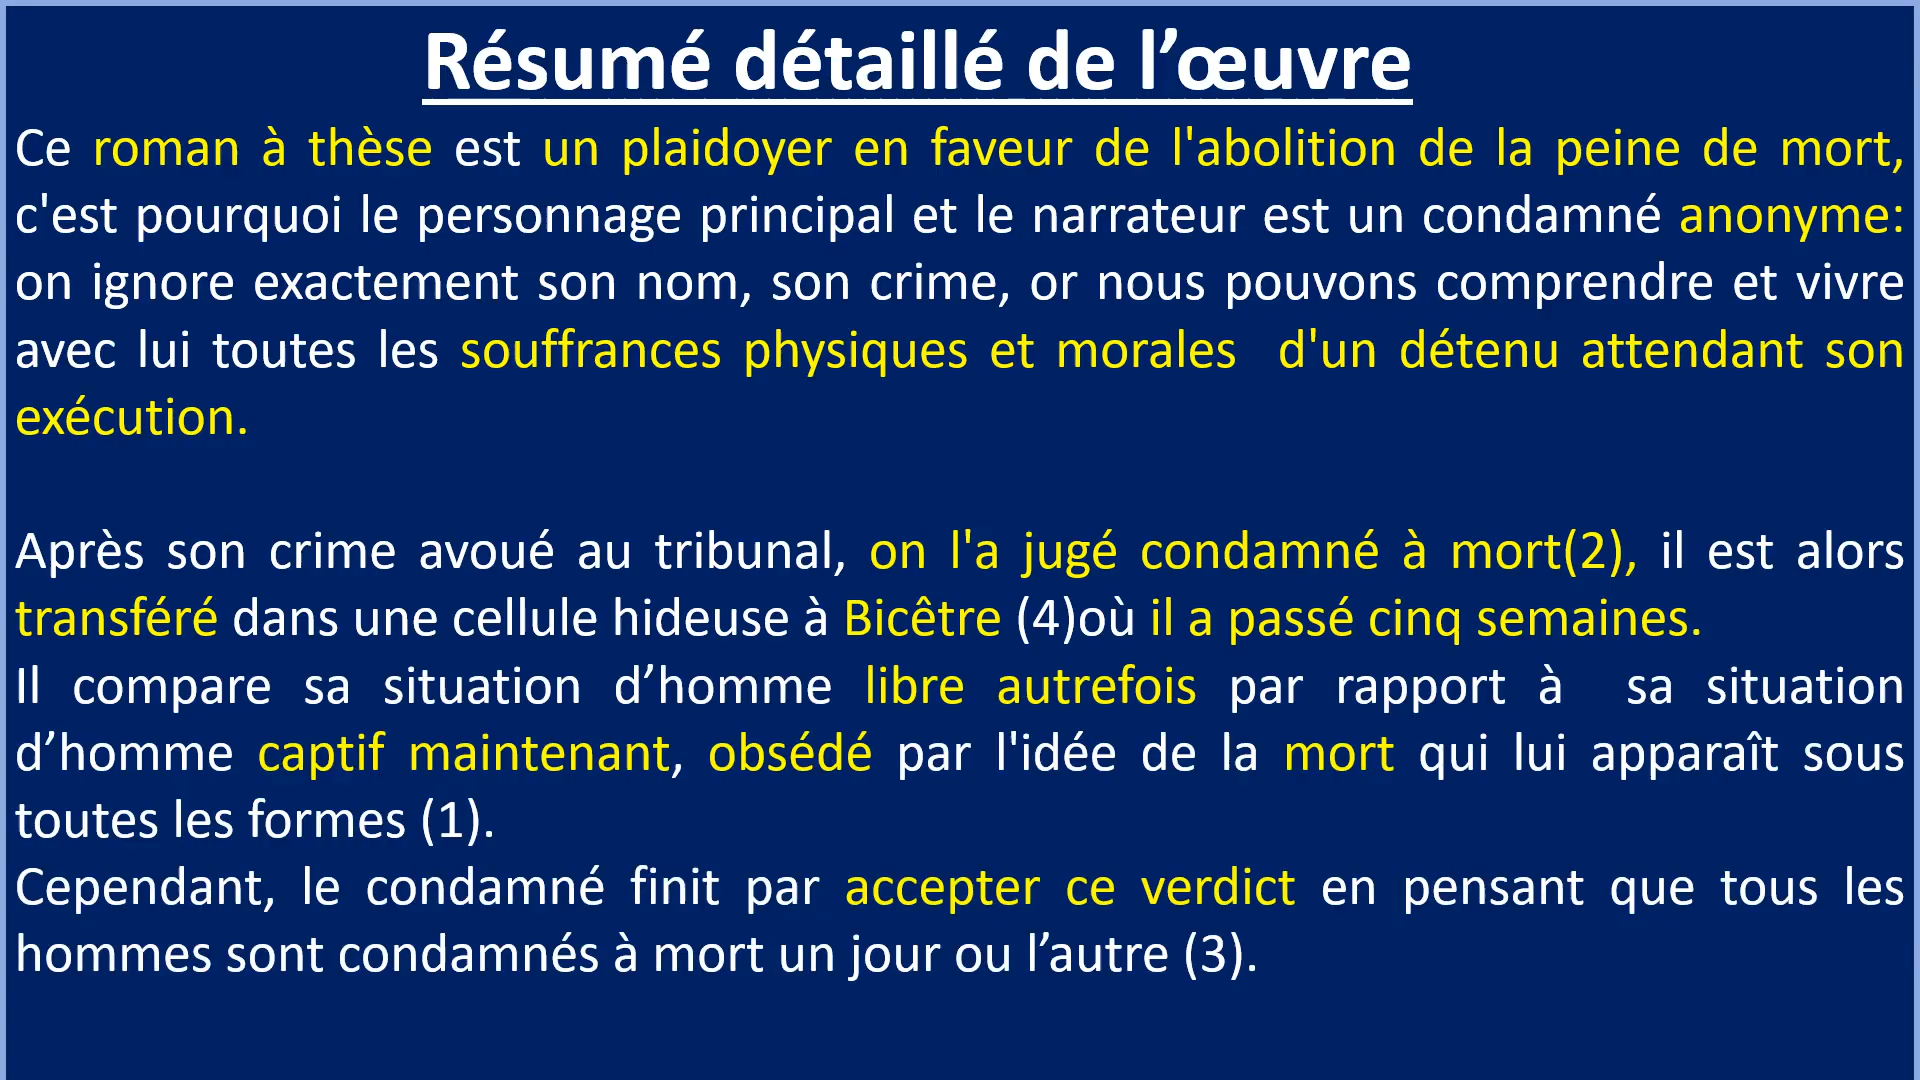 Résumé détaillé de l’œuvre
Ce roman à thèse est un plaidoyer en faveur de l'abolition de la peine de mort,
c'est pourquoi le personnage principal et le narrateur est un condamné anonyme:
on ignore exactement son nom, son crime, or nous pouvons comprendre et vivre
avec lui toutes les souffrances physiques et morales d'un détenu attendant son
exécution.
Après son crime avoué au tribunal, on l'a jugé condamné à mort(2), il est alors
transféré dans une cellule hideuse à Bicêtre (4)où il a passé cinq semaines.
Il compare sa situation d’homme libre autrefois par rapport à sa situation
d’homme captif maintenant, obsédé par l'idée de la mort qui lui apparaît sous
toutes les formes (1).
Cependant, le condamné finit par accepter ce verdict en pensant que tous les
hommes sont condamnés à mort un jour ou l’autre (3).